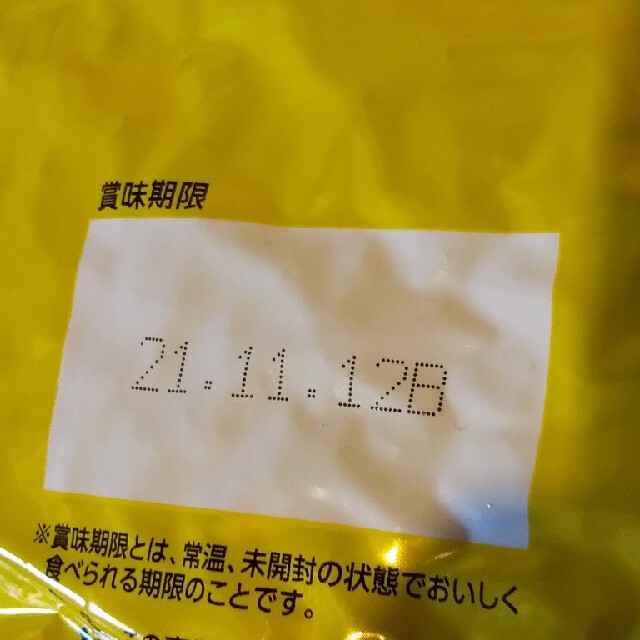 賞味期限
21.11.12B
※賞味期限とは、常温、未開封の状態でおいしく
食べられる期限のことです。